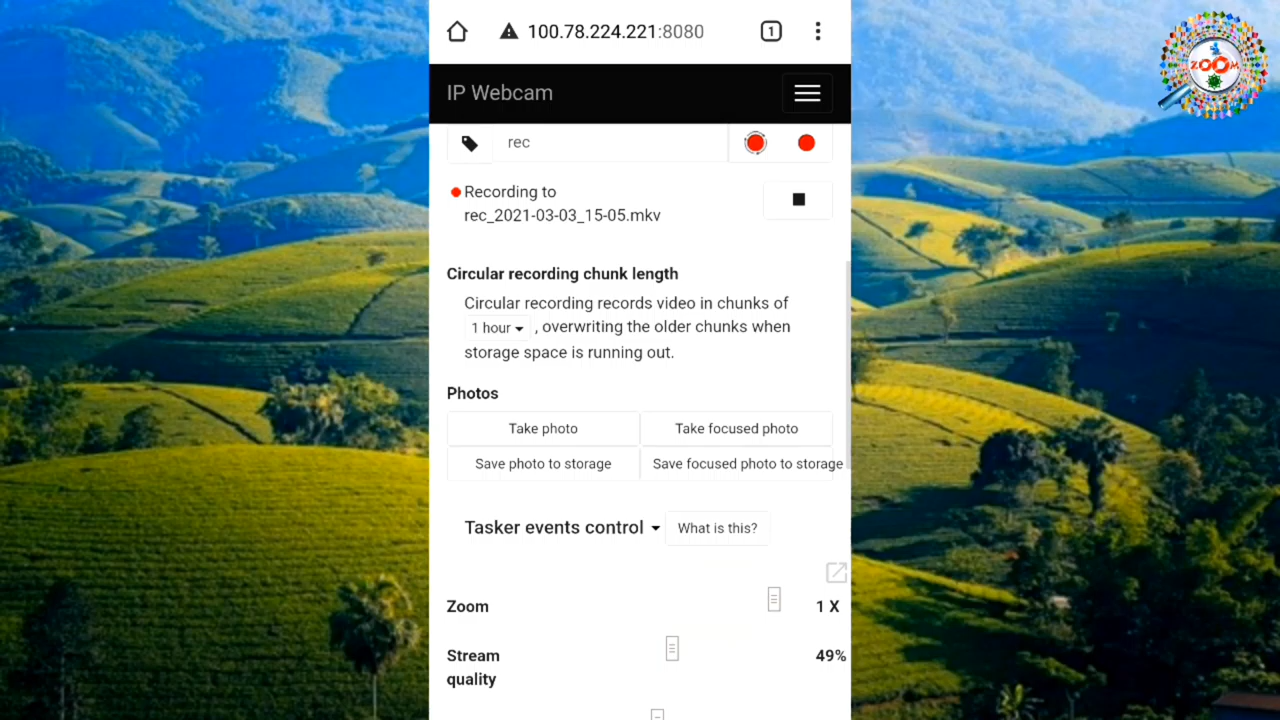 100.78.224.221:8080
1
ZOOM
IP Webcam
rec
Recording to
rec_2021-03-03_15-05.mkv
Circular recording chunk length
Circular recording records video in chunks of
1 hour , overwriting the older chunks when
storage space is running out.
Photos
Take photo
Take focused photo
Save photo to storage
Save focused photo to storage
Tasker events control
What is this?
Zoom
1 X
Stream
quality
49%